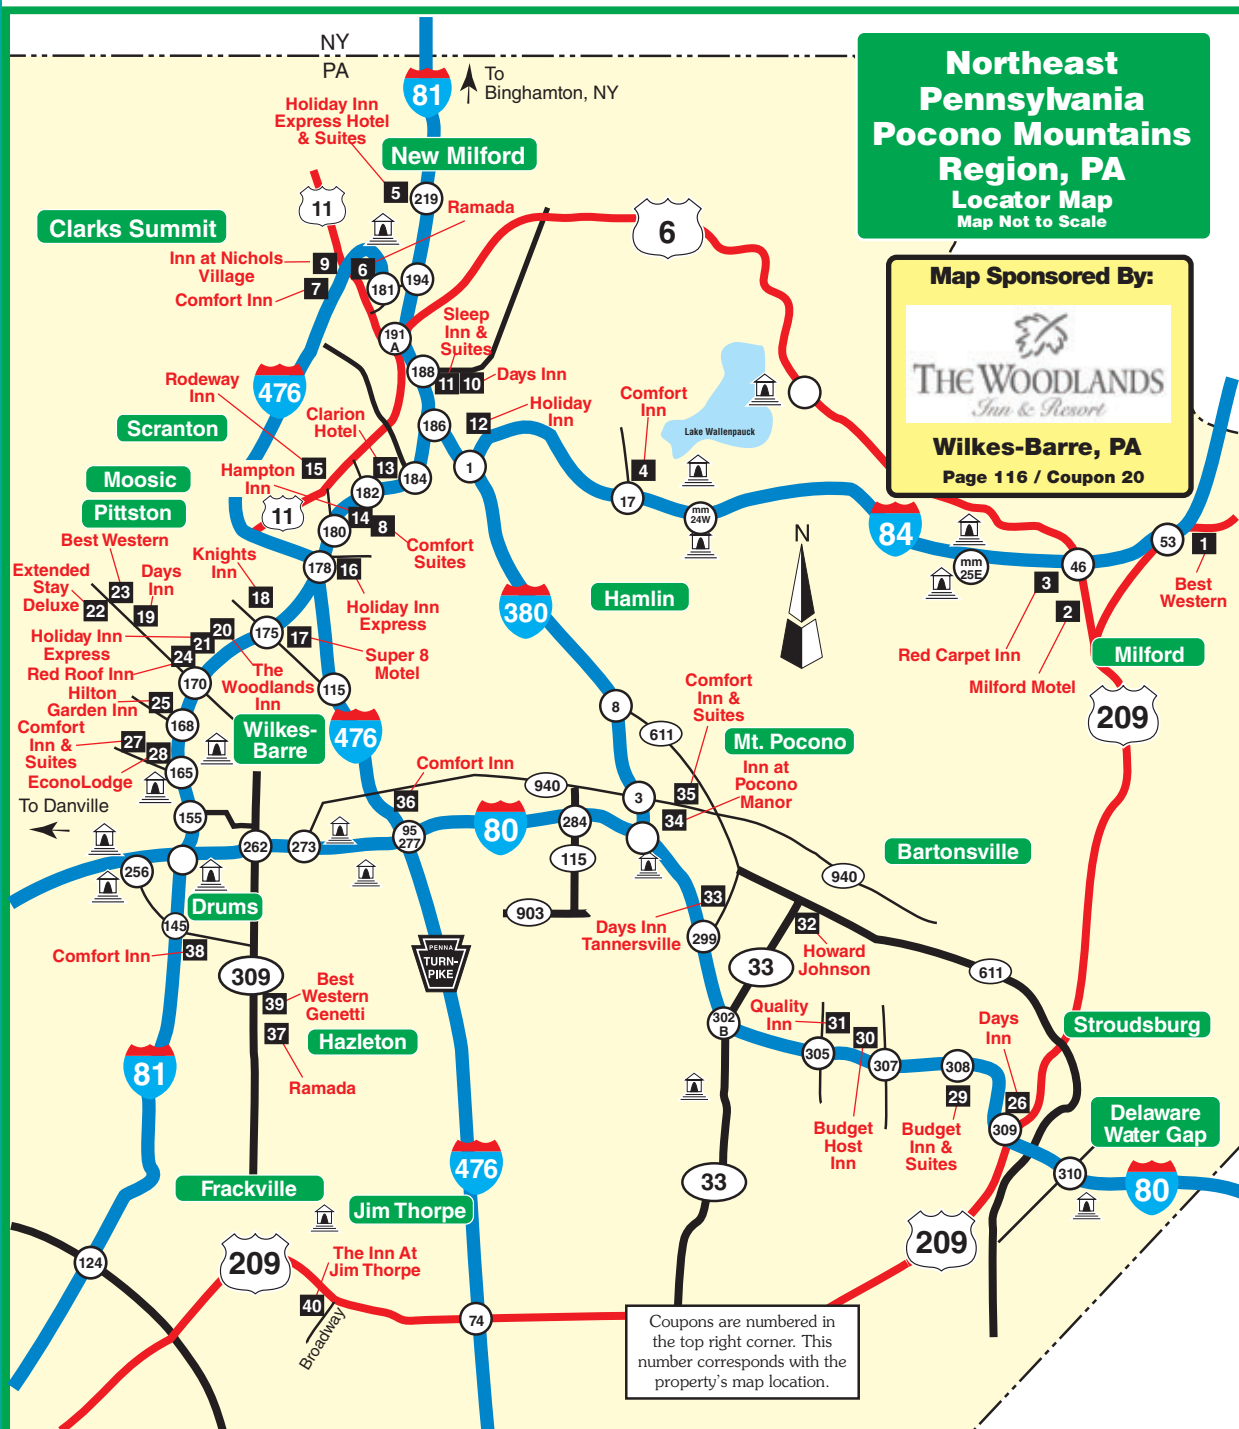 NY
PA
81
To
Binghamton, NY
Northeast
Pennsylvania
Pocono Mountains
Region, PA
Locator Map
Map Not to Scale
Holiday Inn
Express Hotel
& Suites
New Milford
5
219
11
Ramada
6
Clarks Summit
Inn at Nichols
Village
9
6
7
Comfort Inn
181
194
Map Sponsored By:
THE WOODLANDS
Inn & Resort
Wilkes-Barre, PA
Page 116 / Coupon 20
Sleep
Inn &
Suites
191
A
188
11
10
Days Inn
476
Rodeway
Inn
Clarion
Hotel
186
12
Holiday
Inn
Comfort
Inn
Lake Wallenpauck
Scranton
Hampton
Inn
15
13
184
1
4
17
mm
24W
Moosic
Pittston
182
11
14
8
180
Comfort
Suites
84
N
53
1
Best
Western
Best Western
Knights
Inn
178
16
Holiday Inn
Express
mm
25E
46
3
2
Extended
Stay
Deluxe
23
22
Days
Inn
19
18
380
Hamlin
Holiday Inn
Express
20
21
175
17
Super 8
Motel
Red Carpet Inn
Milford
Milford Motel
209
Red Roof Inn
24
170
The
Woodlands
Inn
115
Hilton
Garden Inn
25
168
Wilkes-
Barre
476
8
611
Comfort
Inn &
Suites
Mt. Pocono
Comfort
Inn &
Suites
27
28
165
EconoLodge
To Danville
155
Comfort Inn
36
940
3
35
34
Inn at
Pocono
Manor
262
273
95
277
80
284
115
903
Bartonsville
940
256
Drums
145
Comfort Inn
38
33
Days Inn
Tannersville
299
32
Howard
Johnson
33
611
309
PENNA
TURN-
PIKE
39
Best
Western
Genetti
37
Hazleton
Ramada
302
B
Quality
Inn
31
30
305
307
308
Days
Inn
Stroudsburg
81
29
26
309
Budget
Host
Inn
Budget
Inn &
Suites
Delaware
Water Gap
310
80
476
33
Frackville
Jim Thorpe
209
124
209
The Inn At
Jim Thorpe
40
Broadway
74
Coupons are numbered in
the top right corner. This
number corresponds with the
property's map location.